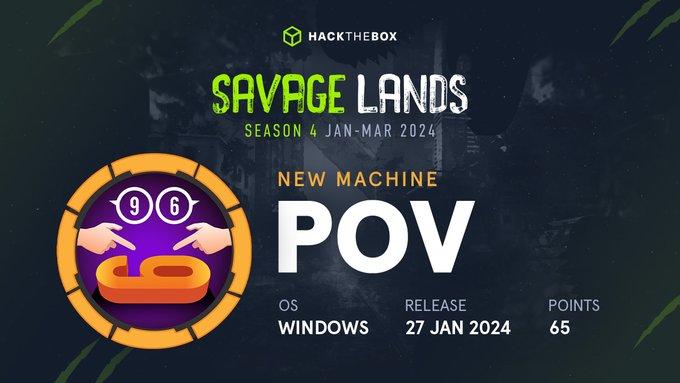 HACKTHEBOX
SAVAGE LANDS
SEASON 4 JAN-MAR 2024
9 6
NEW MACHINE
POV
OS RELEASE POINTS
WINDOWS 27 JAN 2024 65